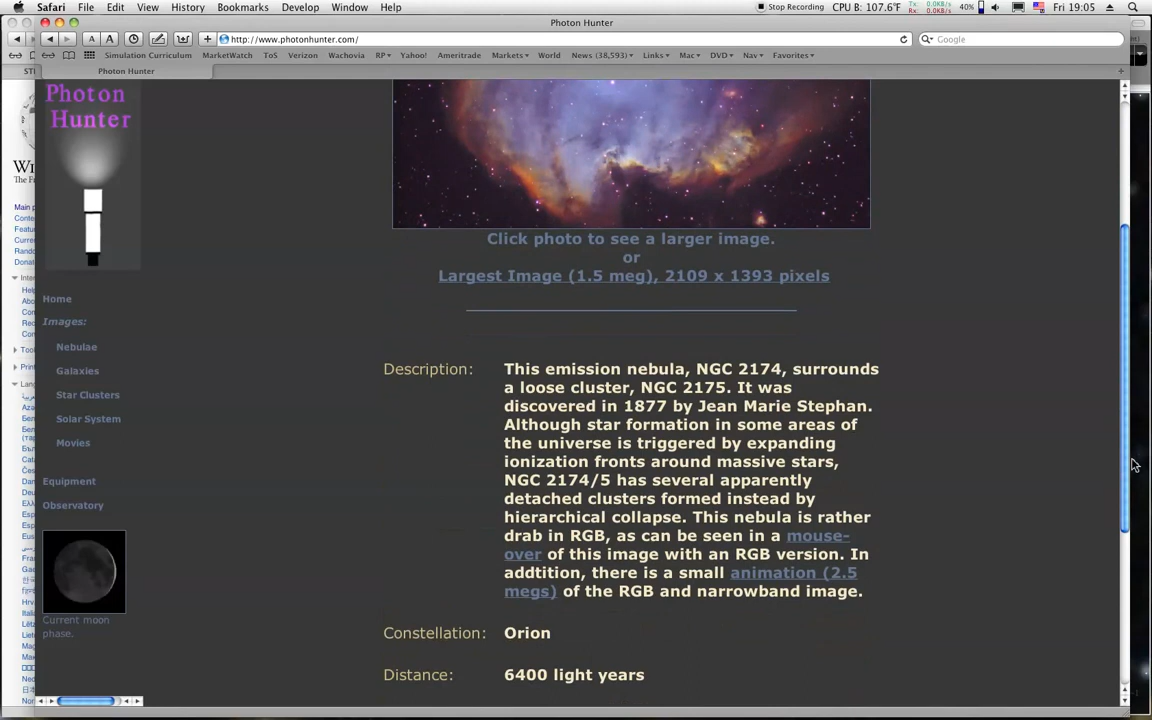 Safari File Edit View History Bookmarks Develop Window Help Stop Recording CPU B: 107.6°F Tx: 0.0KB/s Rx: 0.0KB/s 40% Fri 19:05
Photon Hunter
A A + http://www.photonhunter.com/ Google
Simulation Curriculum MarketWatch ToS Verizon Ottawa RP Yahoo! Ameritrade Markets News (38,593) Links Mac DVD Nav Favorites
Photon Hunter
Photon
Hunter
Click photo to see a larger image.
or
Largest Image (1.5 meg), 2109 x 1393 pixels
Home
Images:
Nebulae
Galaxies
Star Clusters
Solar System
Movies
Equipment
Observatory
Current moon
phase.
Description: This emission nebula, NGC 2174, surrounds
a loose cluster, NGC 2175. It was
discovered in 1877 by Jean Marie Stephan.
Although star formation in some areas of
the universe is triggered by expanding
ionization fronts around massive stars,
NGC 2174/5 has several apparently
detached clusters formed instead by
hierarchical collapse. This nebula is rather
drab in RGB, as can be seen in a mouse-
over of this image with an RGB version. In
addtition, there is a small animation (2.5
megs) of the RGB and narrowband image.
Constellation: Orion
Distance: 6400 light years